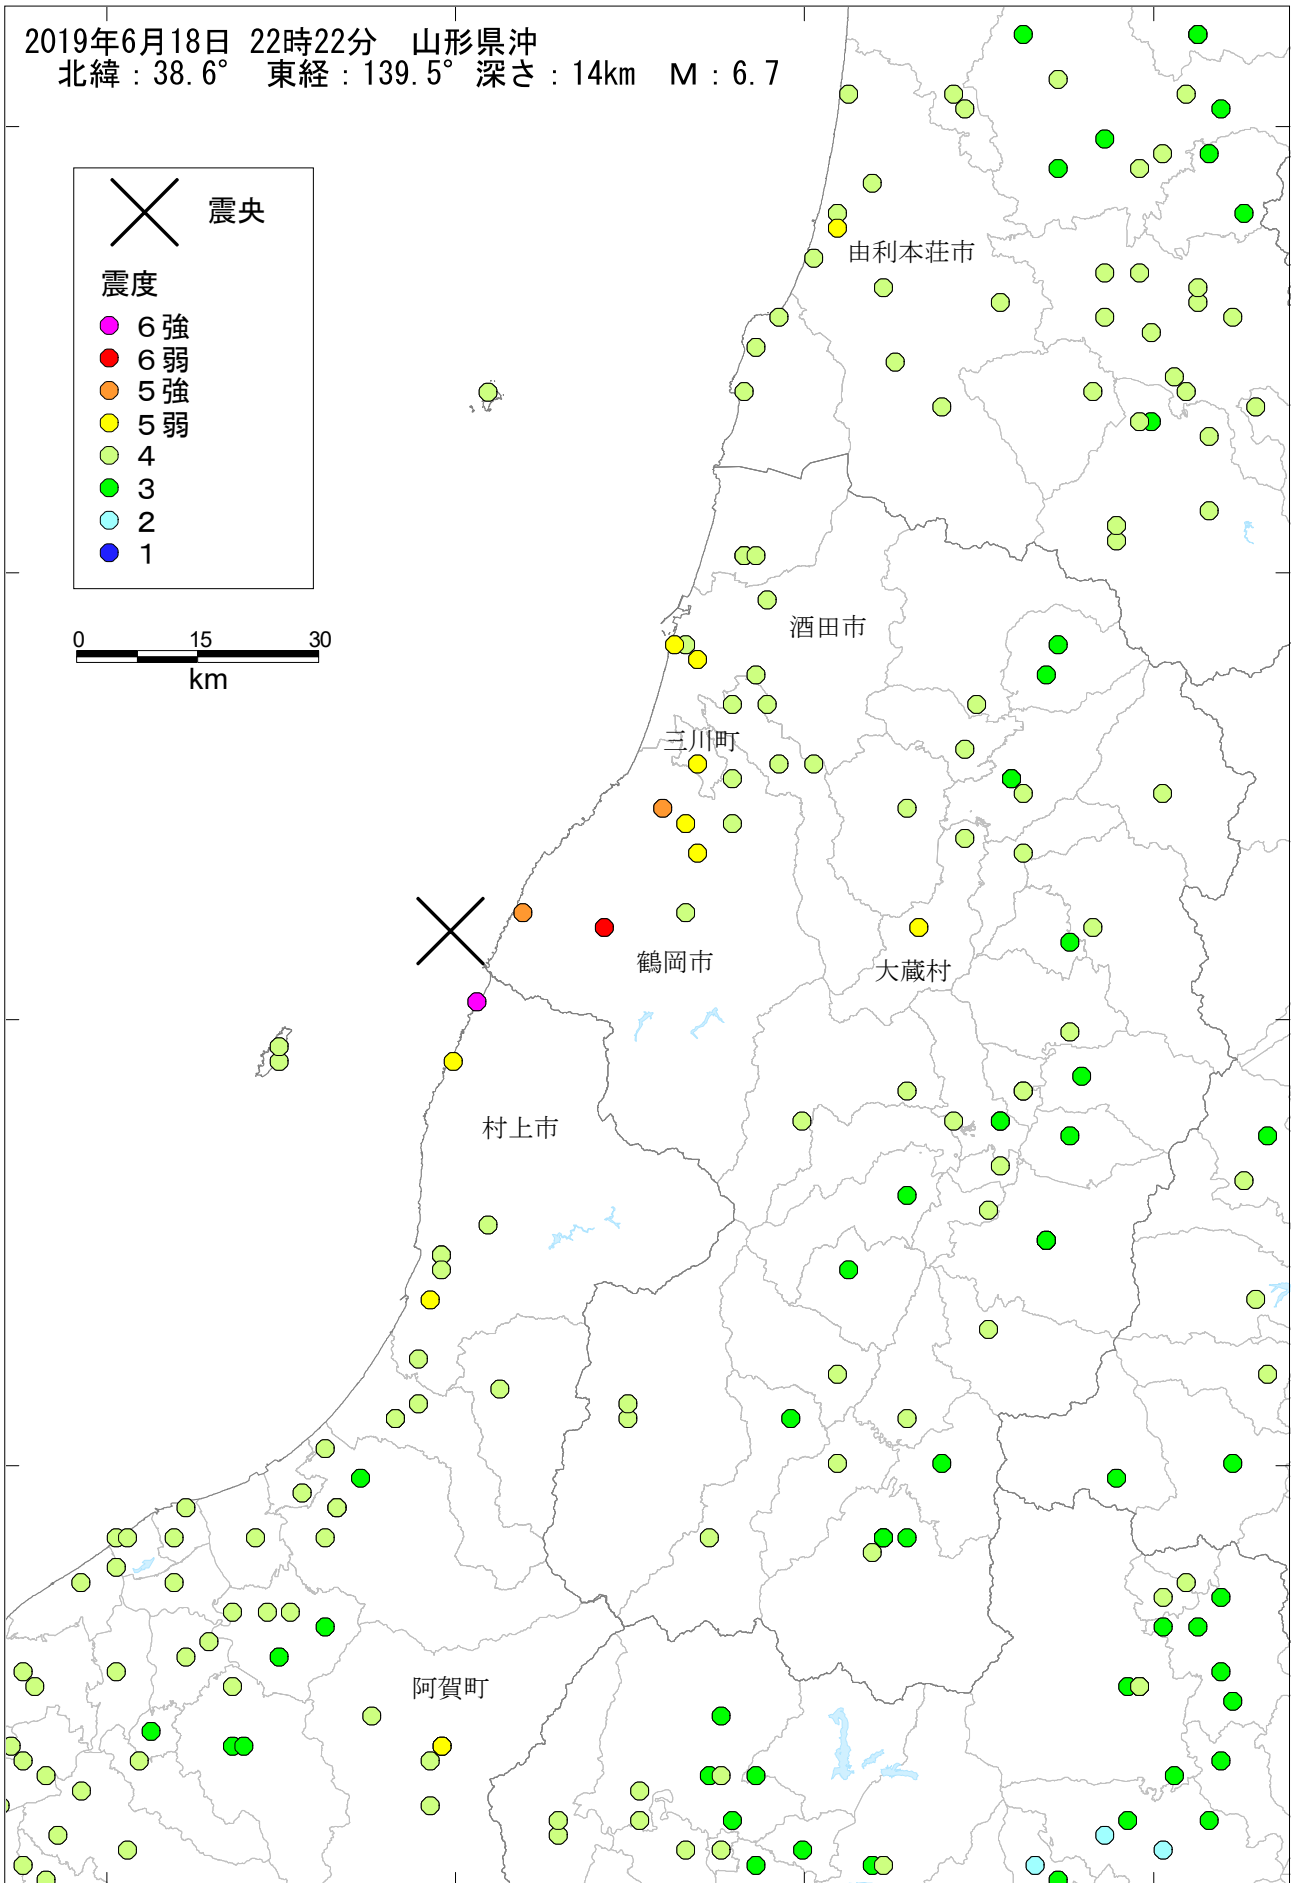 2019年6月18日 22時22分 山形県沖
北緯：38.6° 東経：139.5° 深さ：14km M：6.7
震央
震度
6強
6弱
5強
5弱
4
3
2
1
0 15 30
km
由利本荘市
酒田市
三川町
鶴岡市
大蔵村
村上市
阿賀町